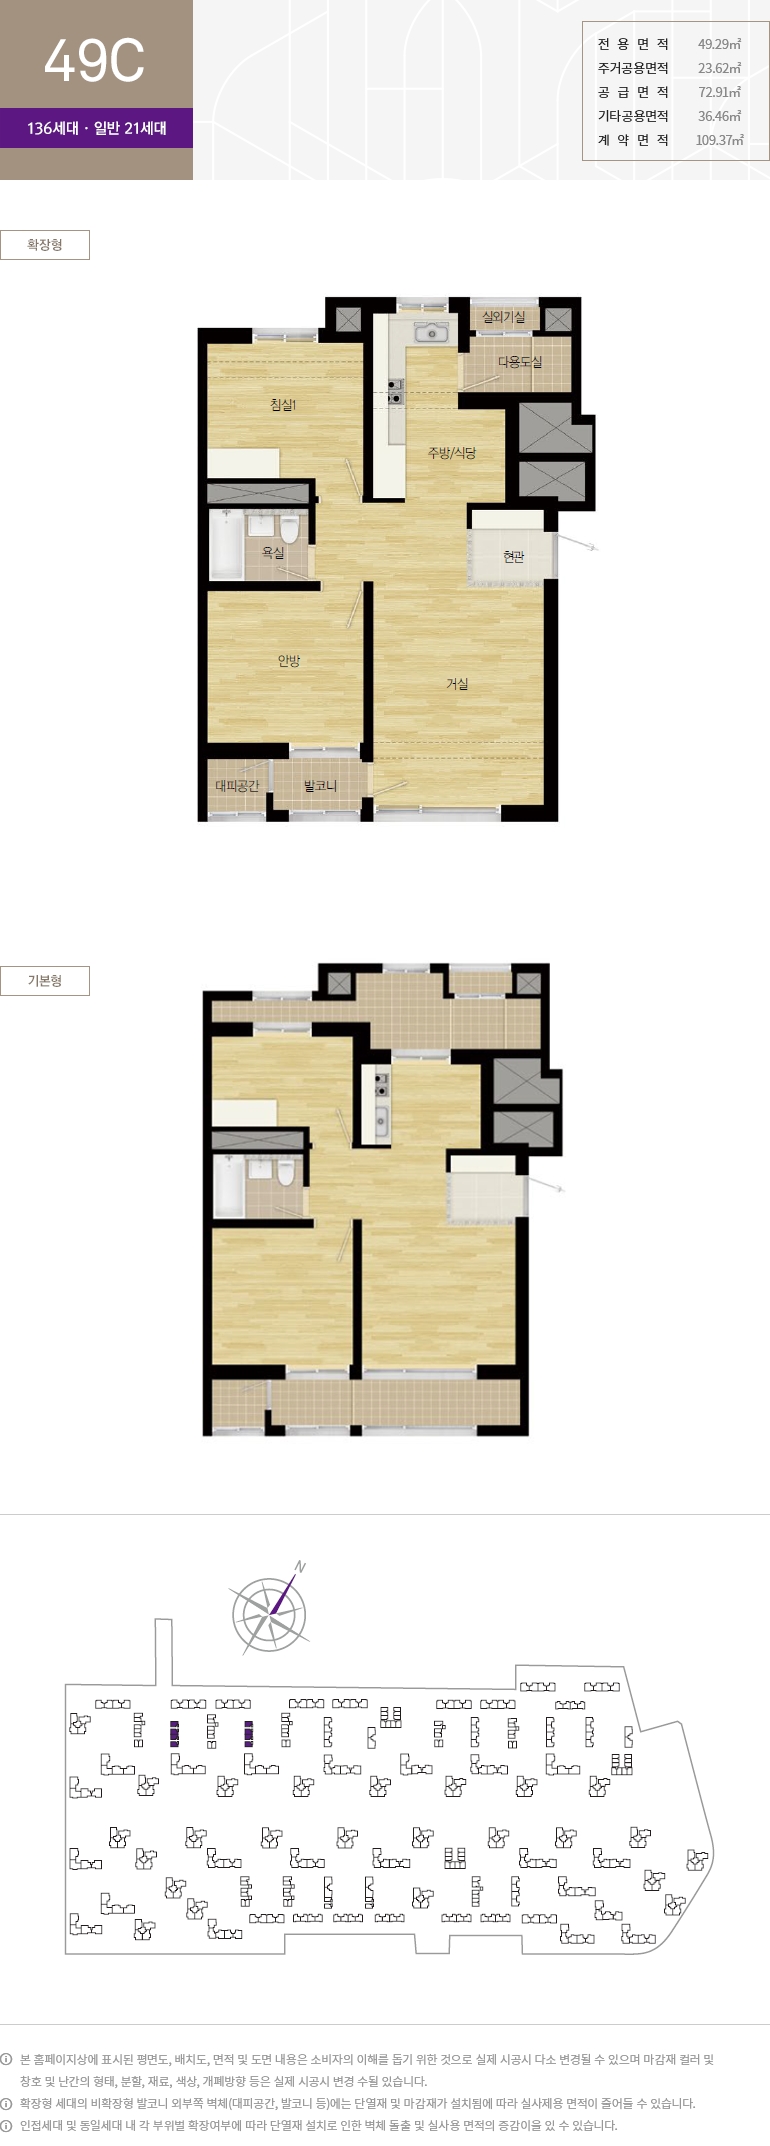 49C
136세대 · 일반 21세대
전 용 면 적 49.29㎡
주거공용면적 23.62㎡
공 급 면 적 72.91㎡
기타공용면적 36.46㎡
계 약 면 적 109.37㎡
확장형
실외기실
다용도실
침실1
주방/식당
욕실
현관
안방
거실
대피공간
발코니
기본형
N
본 홈페이지상에 표시된 평면도, 배치도, 면적 및 도면 내용은 소비자의 이해를 돕기 위한 것으로 실제 시공시 다소 변경될 수 있으며 마감재 컬러 및
창호 및 난간의 형태, 분할, 재료, 색상, 개폐방향 등은 실제 시공시 변경 수될 있습니다.
확장형 세대의 비확장형 발코니 외부쪽 벽체(대피공간, 발코니 등)에는 단열재 및 마감재가 설치됨에 따라 실사제용 면적이 줄어들 수 있습니다.
인접세대 및 동일세대 내 각 부위별 확장여부에 따라 단열재 설치로 인한 벽체 돌출 및 실사용 면적의 증감이을 있 수 있습니다.